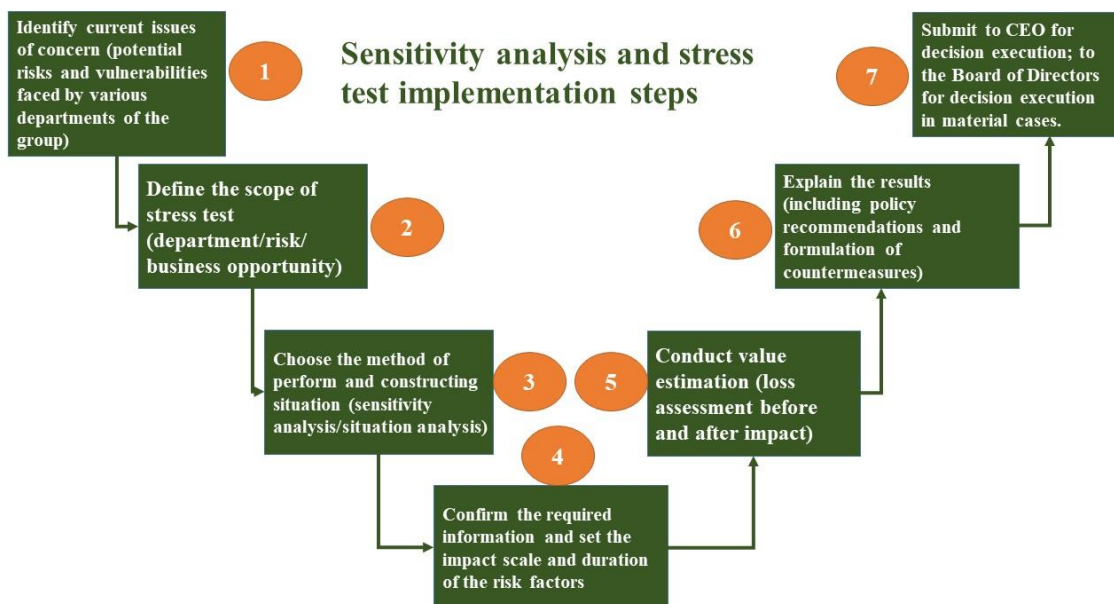 Sensitivity analysis and stress
test implementation steps
1
Identify current issues
of concern (potential
risks and vulnerabilities
faced by various
departments of the
group)
2
Define the scope of
stress test
(department/risk/
business opportunity)
3
Choose the method of
perform and constructing
situation (sensitivity
analysis/situation analysis)
4
Confirm the required
information and set the
impact scale and duration
of the risk factors
5
Conduct value
estimation (loss
assessment before
and after impact)
6
Explain the results
(including policy
recommendations and
formulation of
countermeasures)
7
Submit to CEO for
decision execution; to
the Board of Directors
for decision execution
in material cases.